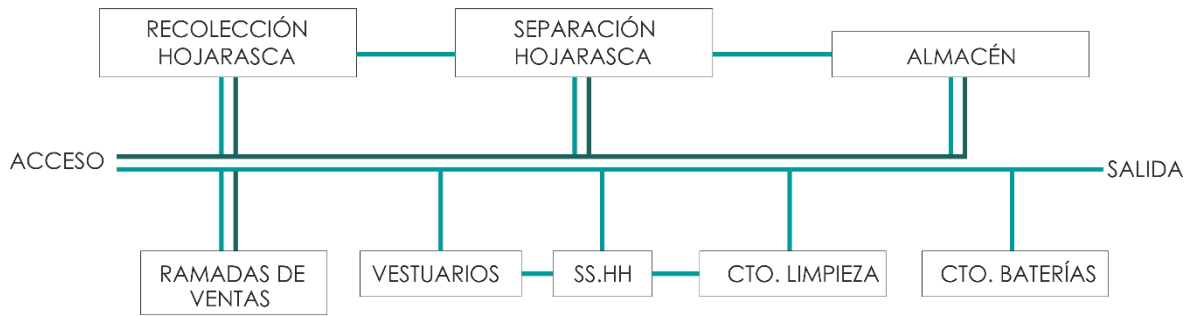 RECOLECCIÓN
HOJARASCA
SEPARACIÓN
HOJARASCA
ALMACÉN
ACCESO
SALIDA
RAMADAS DE
VENTAS
VESTUARIOS
SS.HH
CTO. LIMPIEZA
CTO. BATERÍAS